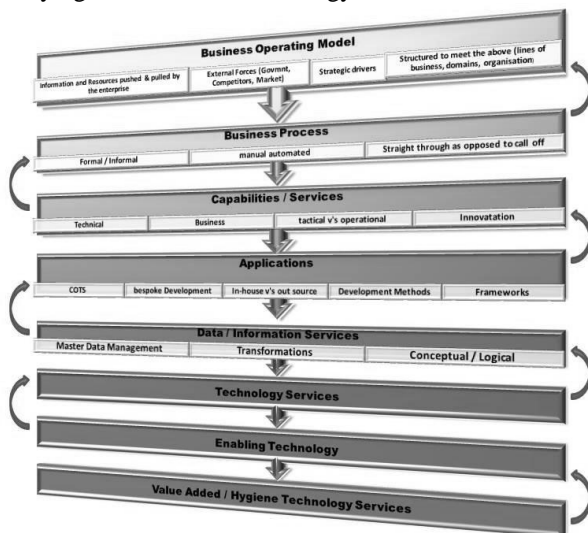 Business Operating Model
Information and Resources pushed & pulled by
the enterprise
External Forces (Govmnt,
Competitors, Market)
Strategic drivers
Structured to meet the above (lines of
business, domains, organisation)
Business Process
Formal / Informal
manual automated
Straight through as opposed to call off
Capabilities / Services
Technical
Business
tactical v's operational
Innovatation
Applications
COTS
bespoke Development
In-house v's out source
Development Methods
Frameworks
Data / Information Services
Master Data Management
Transformations
Conceptual / Logical
Technology Services
Enabling Technology
Value Added / Hygiene Technology Services